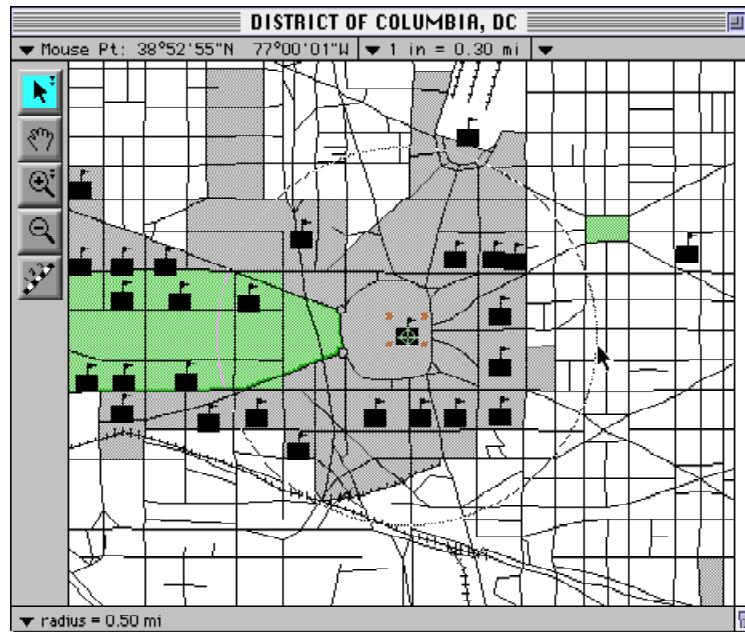 DISTRICT OF COLUMBIA, DC
▼ Mouse Pt: 38°52'55"N 77°00'01"W ▼ 1 in = 0.30 mi ▼
▼ radius = 0.50 mi